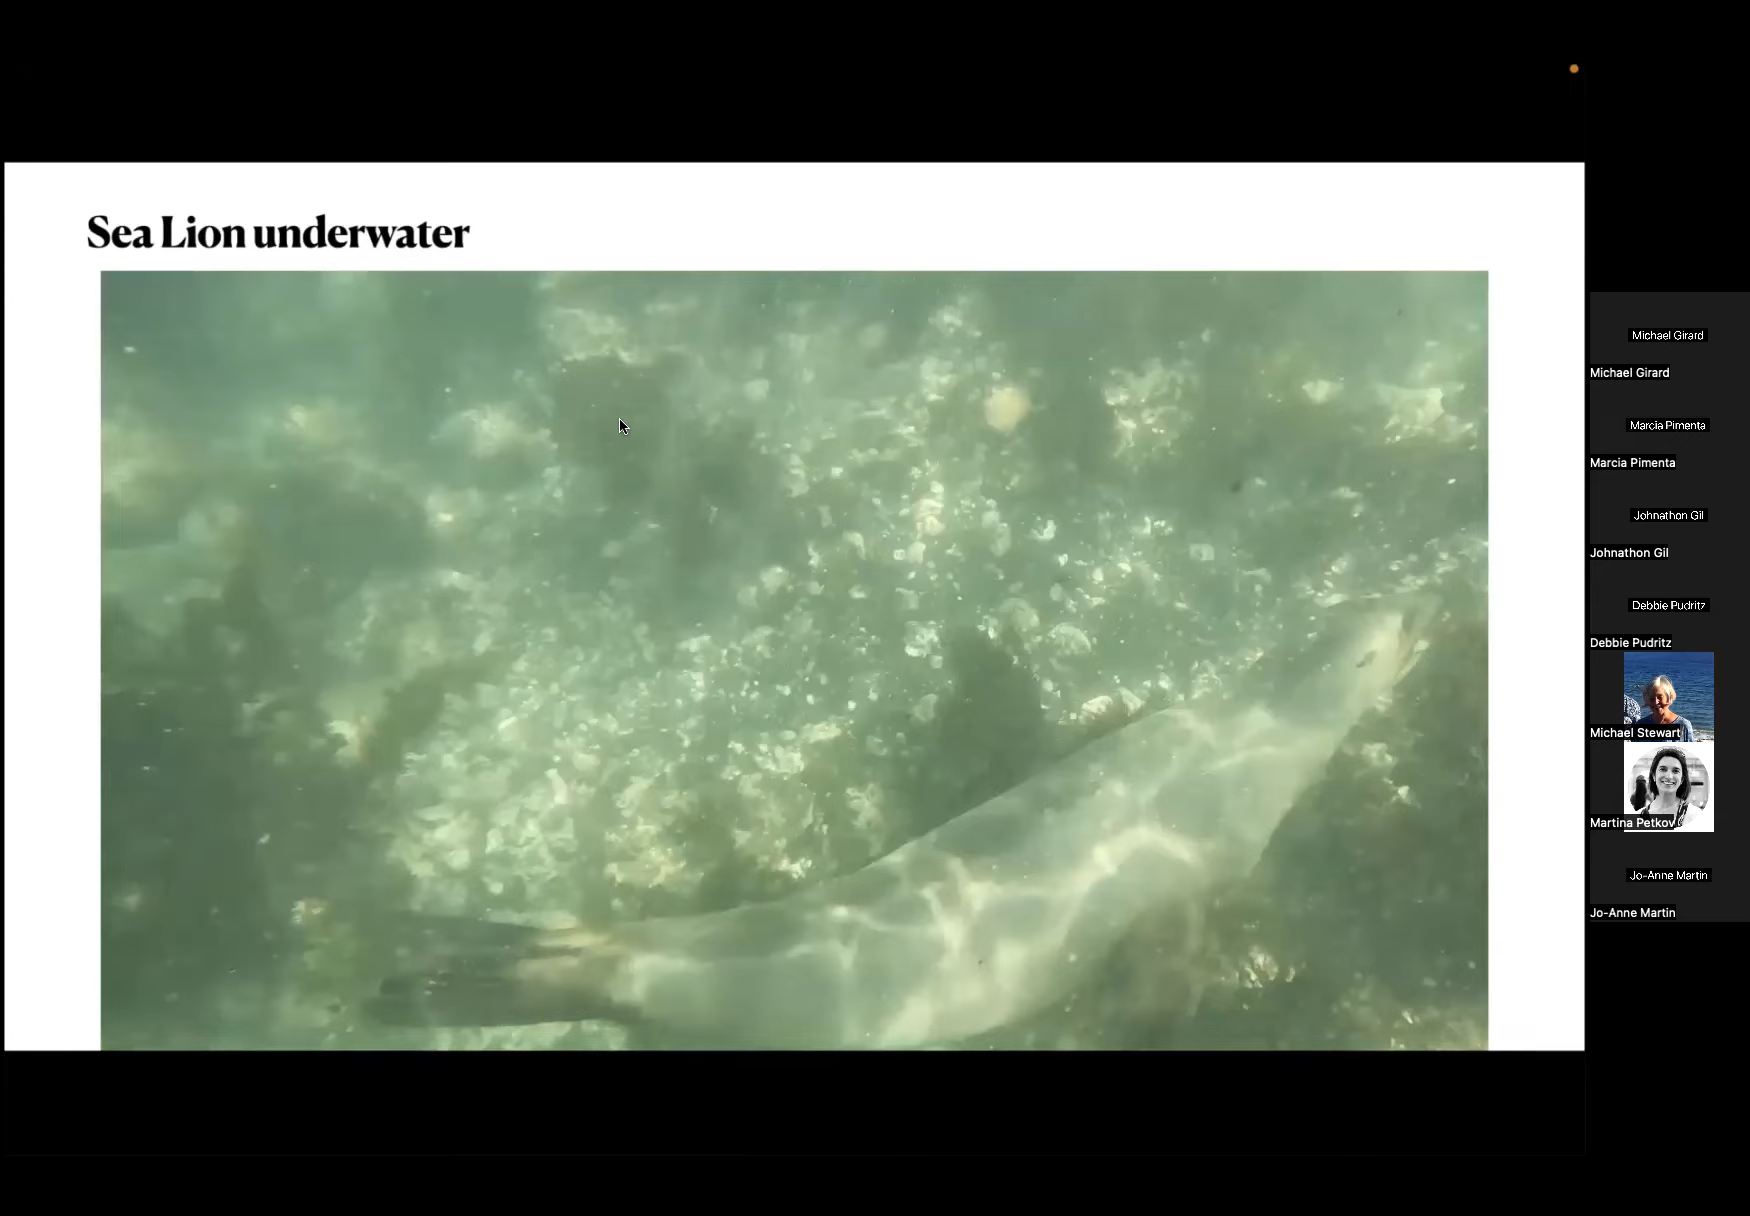 Sea Lion underwater
Michael Girard
Michael Girard
Marcia Pimenta
Marcia Pimenta
Johnathon Gil
Johnathon Gil
Debbie Pudritz
Debbie Pudritz
Michael Stewart
Martina Petkov
Jo-Anne Martin
Jo-Anne Martin